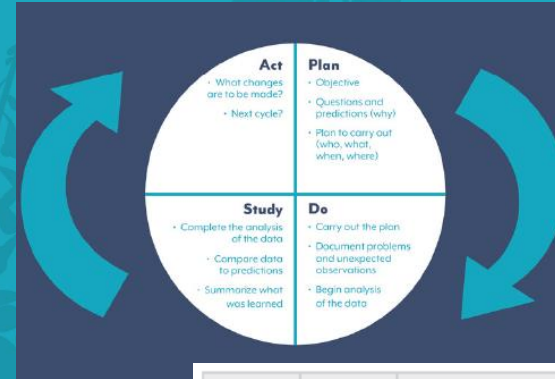 Act
• What changes
are to be made?
• Next cycle?
Plan
• Objective
• Questions and
predictions (why)
• Plan to carry out
(who, what,
when, where)
Study
• Complete the analysis
of the data
• Compare data
to predictions
• Summarize what
was learned
Do
• Carry out the plan
• Document problems
and unexpected
observations
• Begin analysis
of the data